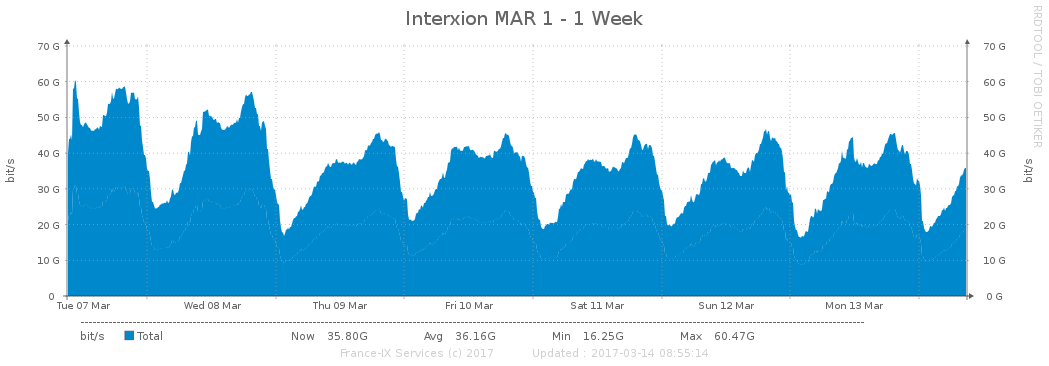 Interxion MAR 1 - 1 Week
RRDTOOL / TOBI OETIKER
70 G 70 G
60 G 60 G
50 G 50 G
40 G 40 G
30 G 30 G
20 G 20 G
10 G 10 G
0 0 G
bit/s bit/s
Tue 07 Mar Wed 08 Mar Thu 09 Mar Fri 10 Mar Sat 11 Mar Sun 12 Mar Mon 13 Mar
bit/s Total Now 35.80G Avg 36.16G Min 16.25G Max 60.47G
France-IX Services (c) 2017 Updated : 2017-03-14 08:55:14